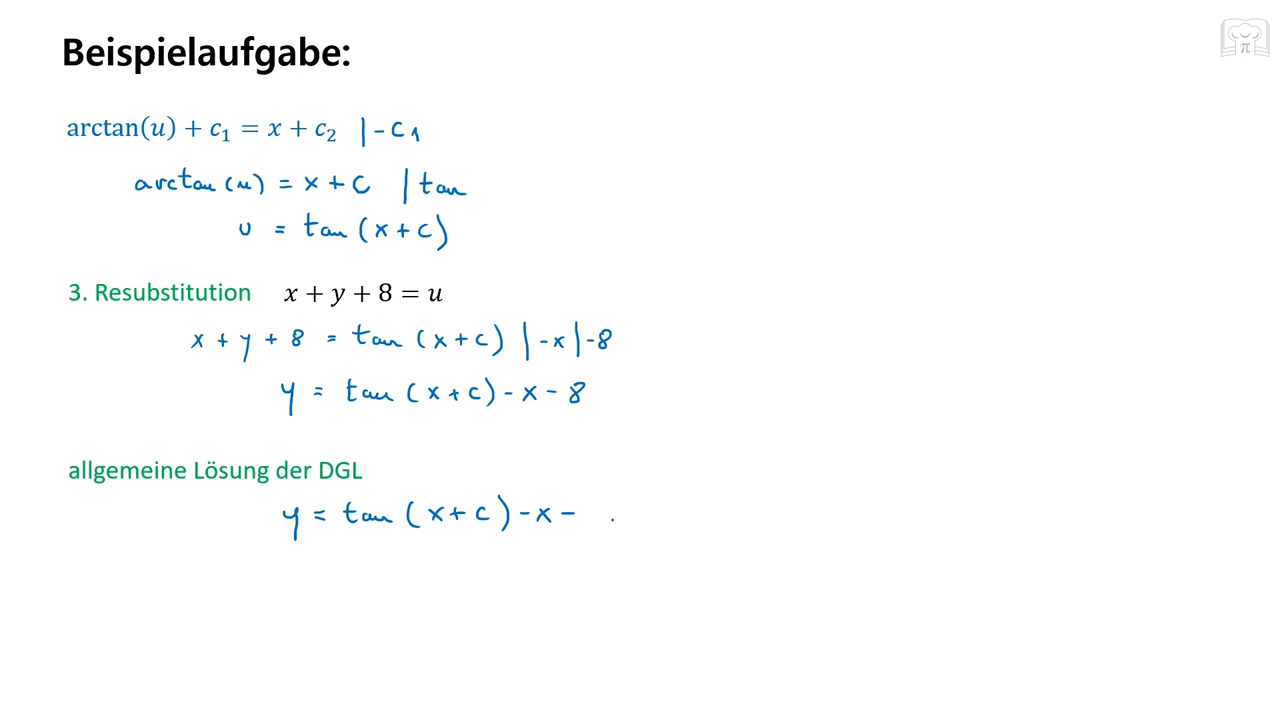 Beispielaufgabe:
arctan(u) + c₁ = x + c₂ | - c₁
arctan(u) = x + c | tan
u = tan(x + c)
3. Resubstitution x + y + 8 = u
x + y + 8 = tan(x + c) | - x | - 8
y = tan(x + c) - x - 8
allgemeine Lösung der DGL
y = tan(x + c) - x -
π